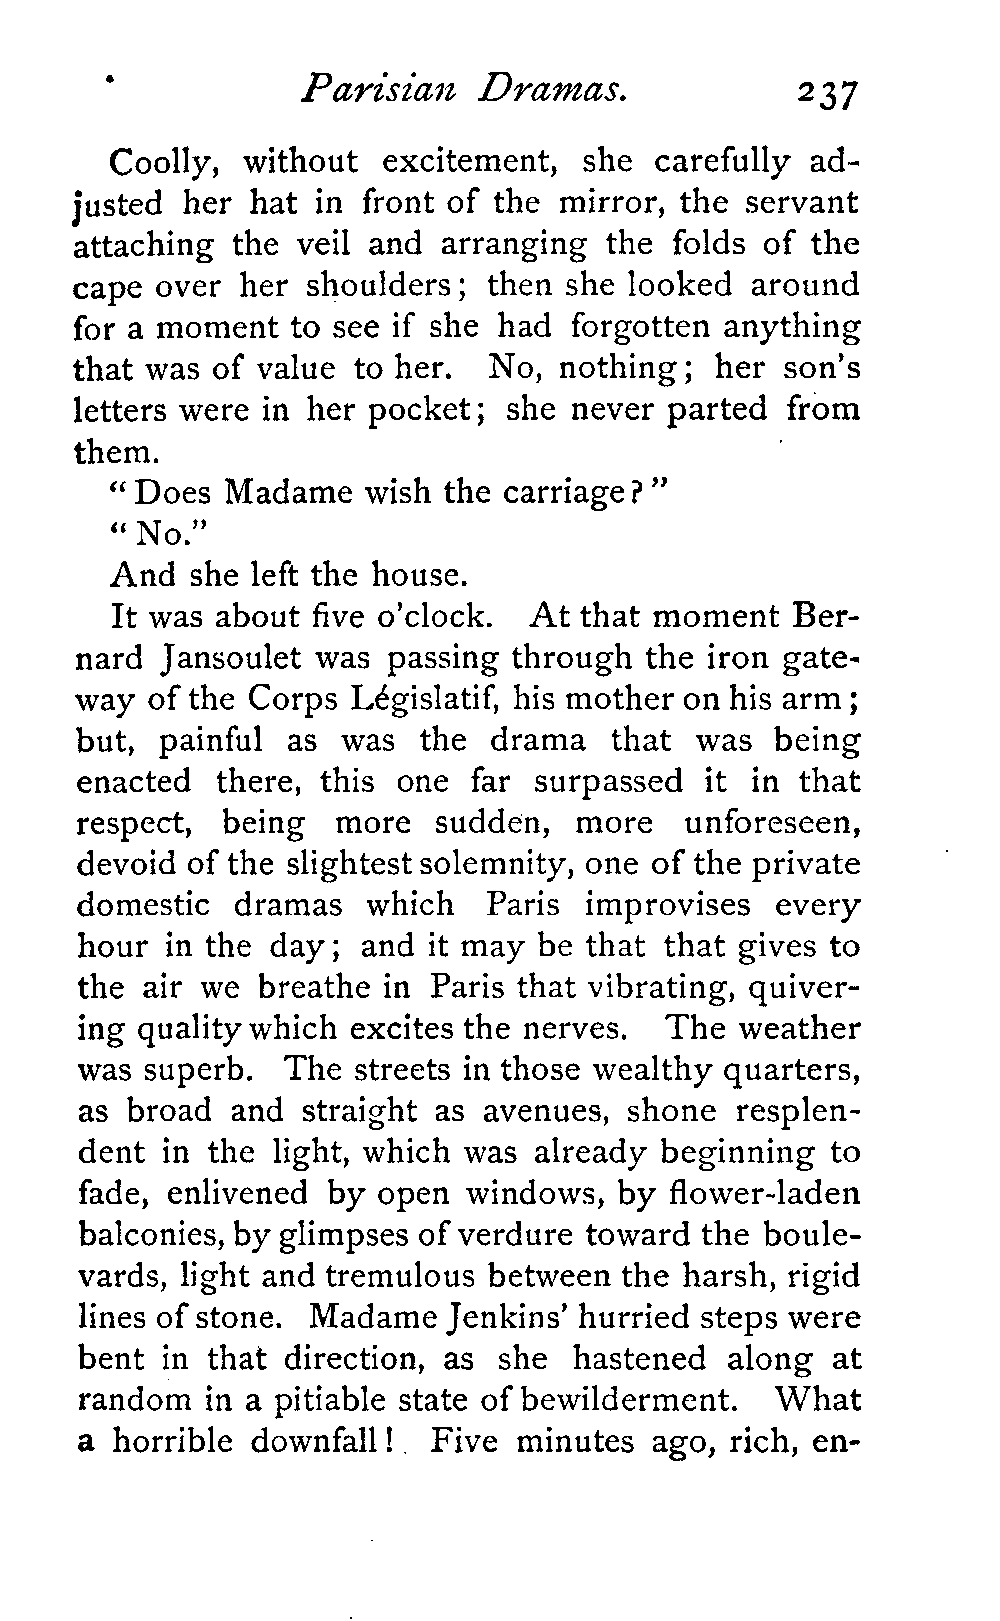 Parisian Dramas. 237
Coolly, without excitement, she carefully ad-
justed her hat in front of the mirror, the servant
attaching the veil and arranging the folds of the
cape over her shoulders; then she looked around
for a moment to see if she had forgotten anything
that was of value to her. No, nothing; her son's
letters were in her pocket; she never parted from
them.
"Does Madame wish the carriage?"
"No."
And she left the house.
It was about five o'clock. At that moment Ber-
nard Jansoulet was passing through the iron gate-
way of the Corps Législatif, his mother on his arm;
but, painful as was the drama that was being
enacted there, this one far surpassed it in that
respect, being more sudden, more unforeseen,
devoid of the slightest solemnity, one of the private
domestic dramas which Paris improvises every
hour in the day; and it may be that that gives to
the air we breathe in Paris that vibrating, quiver-
ing quality which excites the nerves. The weather
was superb. The streets in those wealthy quarters,
as broad and straight as avenues, shone resplen-
dent in the light, which was already beginning to
fade, enlivened by open windows, by flower-laden
balconies, by glimpses of verdure toward the boule-
vards, light and tremulous between the harsh, rigid
lines of stone. Madame Jenkins' hurried steps were
bent in that direction, as she hastened along at
random in a pitiable state of bewilderment. What
a horrible downfall! Five minutes ago, rich, en-